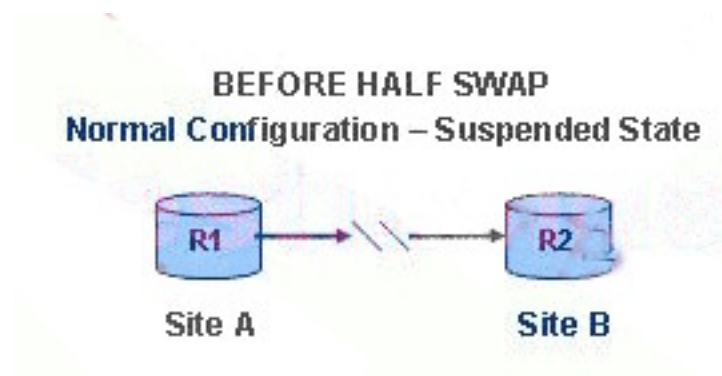 BEFORE HALF SWAP
Normal Configuration – Suspended State
R1 R2
Site A Site B